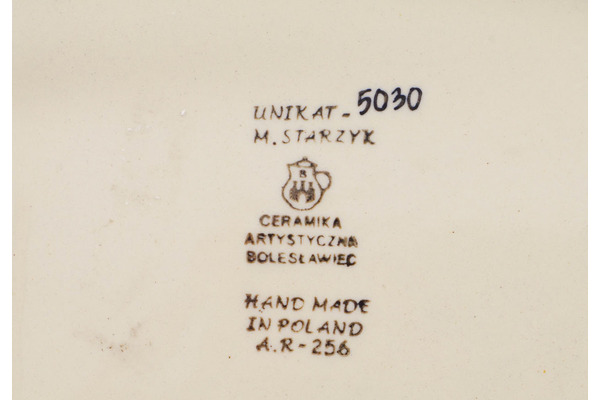 UNIKAT - 5030
M. STARZYK
B
CERAMIKA
ARTYSTYCZNA
BOLESŁAWIEC
HAND MADE
IN POLAND
A.R-256